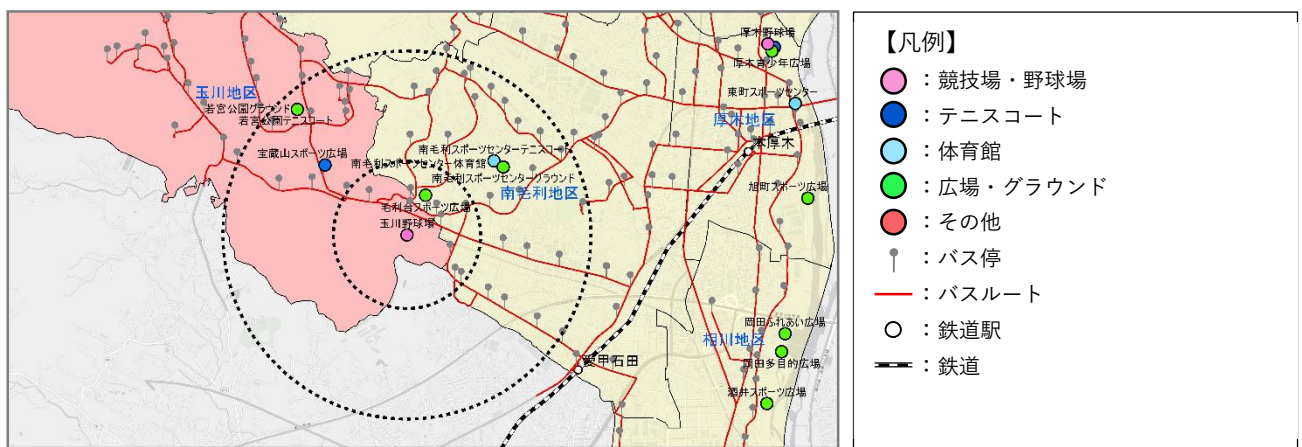 厚木野球場
厚木青少年広場
玉川地区
東町スポーツセンター
若宮公園グラウンド
若宮公園テニスコート
厚木地区
本厚木
宝蔵山スポーツ広場
南毛利スポーツセンターテニスコート
南毛利スポーツセンター体育館
南毛利スポーツセンターグラウンド
南毛利地区
旭町スポーツ広場
毛利台スポーツ広場
玉川野球場
岡田ふれあい広場
相川地区
愛甲石田
岡田多目的広場
酒井スポーツ広場
【凡例】
：競技場・野球場
：テニスコート
：体育館
：広場・グラウンド
：その他
：バス停
：バスルート
：鉄道駅
：鉄道